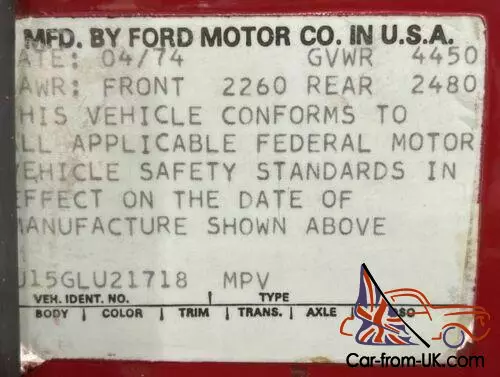 MFD. BY FORD MOTOR CO. IN U.S.A.
ATE: 04/74 GVWR 4450
AWR: FRONT 2260 REAR 2480
HIS VEHICLE CONFORMS TO
LL APPLICABLE FEDERAL MOTOR
VEHICLE SAFETY STANDARDS IN
EFFECT ON THE DATE OF
MANUFACTURE SHOWN ABOVE
U15GLU21718 MPV
VEH. IDENT. NO. TYPE
BODY COLOR TRIM TRANS. AXLE DSO
Car-from-UK.com